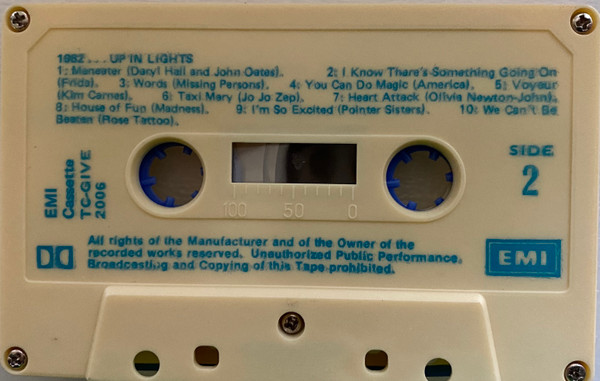 1982... UP IN LIGHTS
1: Maneater (Daryl Hall and John Oates). 2: I Know There's Something Going On
(Frida). 3: Words (Missing Persons). 4: You Can Do Magic (America). 5: Voyeur
(Kim Carnes). 6: Taxi Mary (Jo Jo Zep). 7: Heart Attack (Olivia Newton-John).
8: House of Fun (Madness). 9: I'm So Excited (Pointer Sisters). 10: We Can't Be
Beaten (Rose Tattoo).
SIDE
2
EMI
Cassette
TC-GIVE
2006
100 50 0
All rights of the Manufacturer and of the Owner of the
recorded works reserved. Unauthorized Public Performance,
Broadcasting and Copying of this Tape prohibited.
EMI